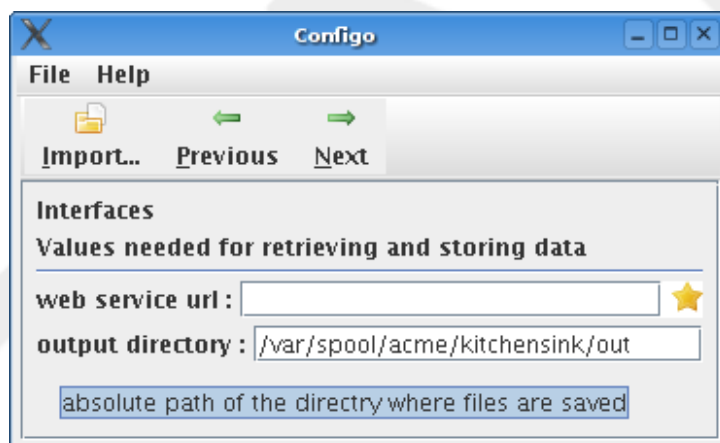 Configo
File Help
Import... Previous Next
Interfaces
Values needed for retrieving and storing data
web service url :
output directory : /var/spool/acme/kitchensink/out
absolute path of the directry where files are saved